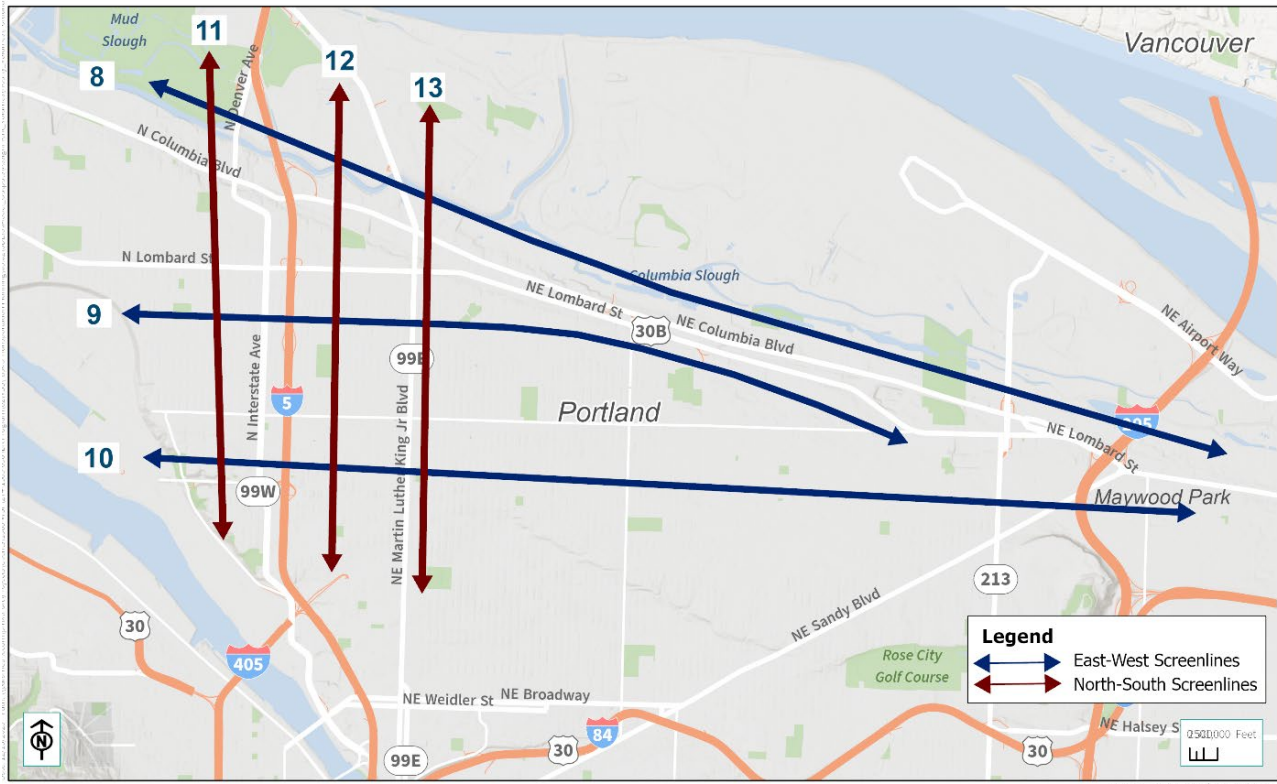 Mud
Slough
11
Vancouver
8
12
13
N Denver Ave
N Columbia Blvd
N Lombard St
Columbia Slough
NE Lombard St
30B
NE Columbia Blvd
NE Airport Way
9
99E
N Interstate Ave
5
Portland
NE Martin Luther King Jr Blvd
NE Lombard St
10
99W
Maywood Park
213
30
NE Sandy Blvd
405
Rose City
Golf Course
Legend
East-West Screenlines
North-South Screenlines
NE Weidler St
NE Broadway
84
30
99E
30
NE Halsey S
Feet
N